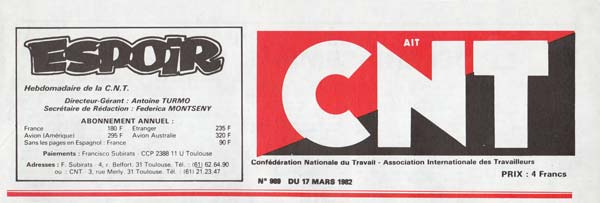 ESPOIR
Hebdomadaire de la C.N.T.
Directeur-Gérant : Antoine TURMO
Secrétaire de Rédaction : Federica MONTSENY
ABONNEMENT ANNUEL :
France 180 F Etranger 235 F
Avion (Amérique) 295 F Avion Australie 320 F
Sans les pages en Espagnol : France 90 F
Paiements : Francisco Subirats - CCP 2388 11 U Toulouse
Adresses : F. Subirats - 4, r. Belfort. 31 Toulouse. Tél. : (61) 62.64.90
ou : CNT - 3, rue Merly. 31 Toulouse. Tél. : (61) 21.23.47
AIT
CNT
Confédération Nationale du Travail - Association Internationale des Travailleurs
N° 989 DU 17 MARS 1982
PRIX : 4 Francs